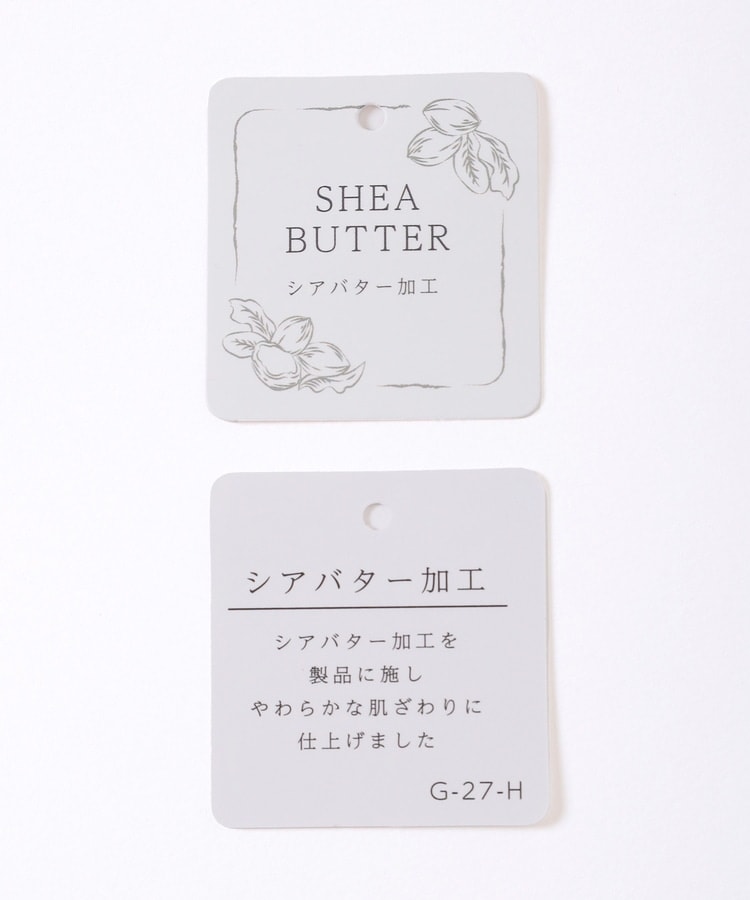 SHEA
BUTTER
シアバター加工
シアバター加工
シアバター加工を
製品に施し
やわらかな肌ざわりに
仕上げました
G-27-H